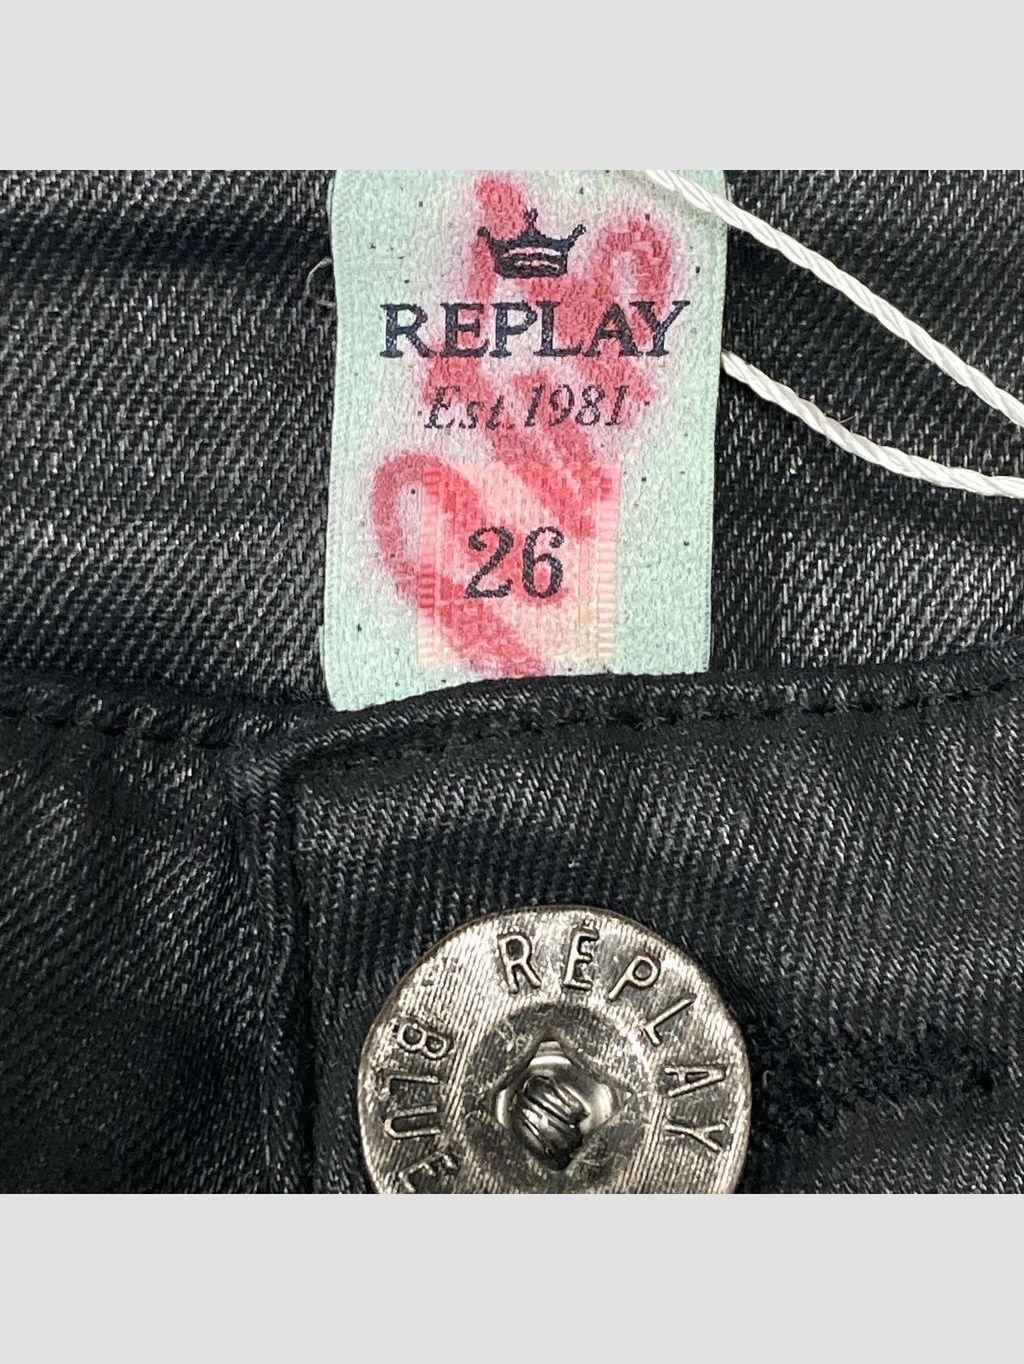 REPLAY
Est. 1981
26
REPLAY
BLUE